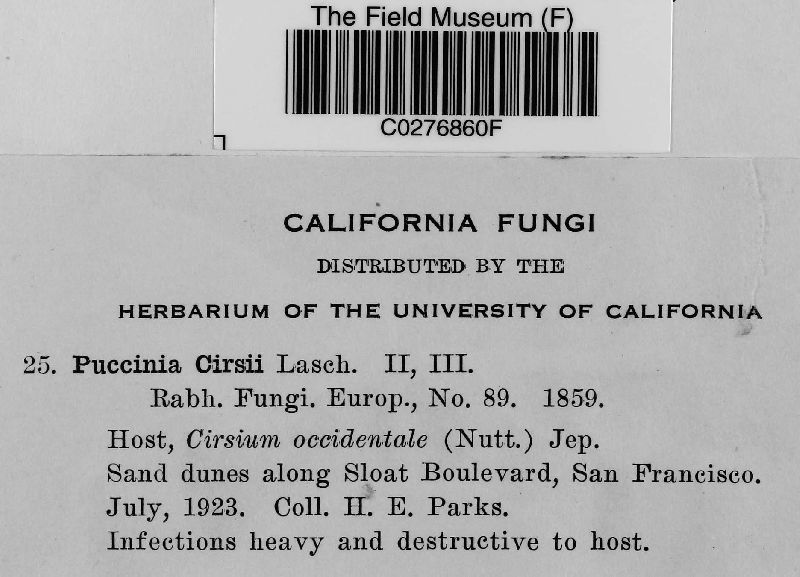 The Field Museum (F)
C0276860F
CALIFORNIA FUNGI
DISTRIBUTED BY THE
HERBARIUM OF THE UNIVERSITY OF CALIFORNIA
25. Puccinia Cirsii Lasch. II, III.
Rabh. Fungi. Europ., No. 89. 1859.
Host, Cirsium occidentale (Nutt.) Jep.
Sand dunes along Sloat Boulevard, San Francisco.
July, 1923. Coll. H. E. Parks.
Infections heavy and destructive to host.